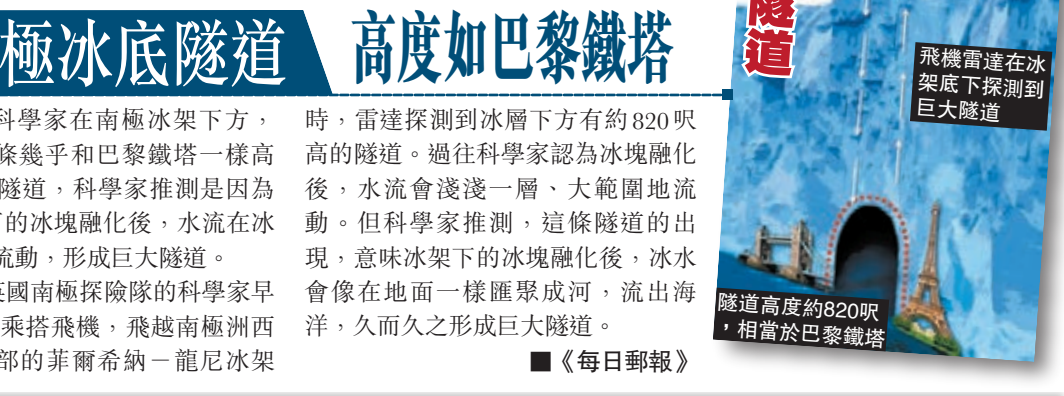 極冰底隧道 高度如巴黎鐵塔
科學家在南極冰架下方，
條幾乎和巴黎鐵塔一樣高
隧道，科學家推測是因為
的冰塊融化後，水流在冰
流動，形成巨大隧道。
英國南極探險隊的科學家早
乘搭飛機，飛越南極洲西
部的菲爾希納－龍尼冰架
時，雷達探測到冰層下方有約820呎
高的隧道。過往科學家認為冰塊融化
後，水流會淺淺一層、大範圍地流
動。但科學家推測，這條隧道的出
現，意味冰架下的冰塊融化後，冰水
會像在地面一樣匯聚成河，流出海
洋，久而久之形成巨大隧道。
■《每日郵報》
隧道
飛機雷達在冰
架底下探測到
巨大隧道
隧道高度約820呎
，相當於巴黎鐵塔